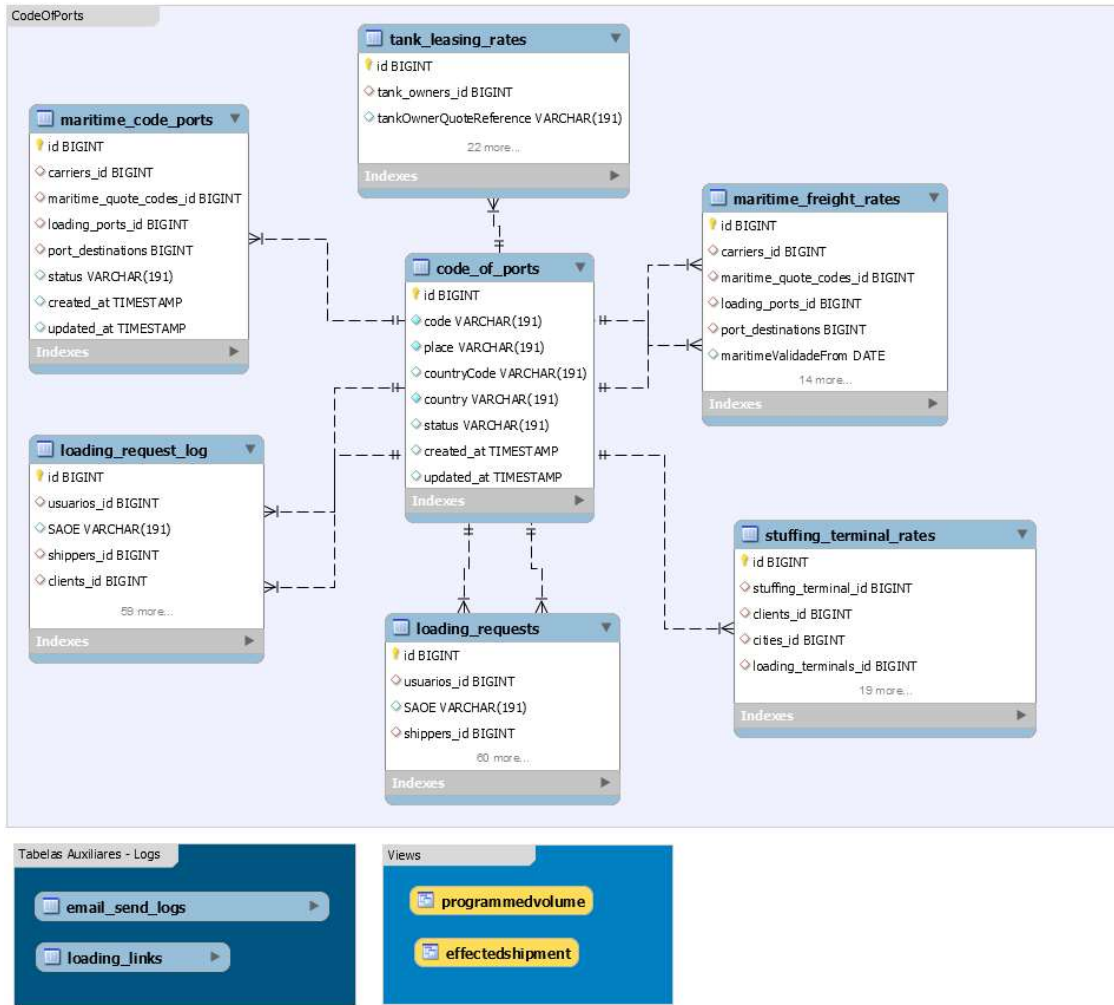 CodeOfPorts
tank_leasing_rates
id BIGINT
tank_owners_id BIGINT
tankOwnerQuoteReference VARCHAR(191)
22 more...
Indexes
maritime_code_ports
id BIGINT
carriers_id BIGINT
maritime_quote_codes_id BIGINT
loading_ports_id BIGINT
port_destinations BIGINT
status VARCHAR(191)
created_at TIMESTAMP
updated_at TIMESTAMP
Indexes
maritime_freight_rates
id BIGINT
carriers_id BIGINT
maritime_quote_codes_id BIGINT
loading_ports_id BIGINT
port_destinations BIGINT
maritimeValidadeFrom DATE
14 more...
Indexes
code_of_ports
id BIGINT
code VARCHAR(191)
place VARCHAR(191)
countryCode VARCHAR(191)
country VARCHAR(191)
status VARCHAR(191)
created_at TIMESTAMP
updated_at TIMESTAMP
Indexes
loading_request_log
id BIGINT
usuarios_id BIGINT
SAOE VARCHAR(191)
shippers_id BIGINT
clients_id BIGINT
59 more...
Indexes
stuffing_terminal_rates
id BIGINT
stuffing_terminal_id BIGINT
clients_id BIGINT
cities_id BIGINT
loading_terminals_id BIGINT
19 more...
Indexes
loading_requests
id BIGINT
usuarios_id BIGINT
SAOE VARCHAR(191)
shippers_id BIGINT
60 more...
Indexes
Tabelas Auxiliares - Logs
email_send_logs
loading_links
Views
programmedvolume
effectedshipment